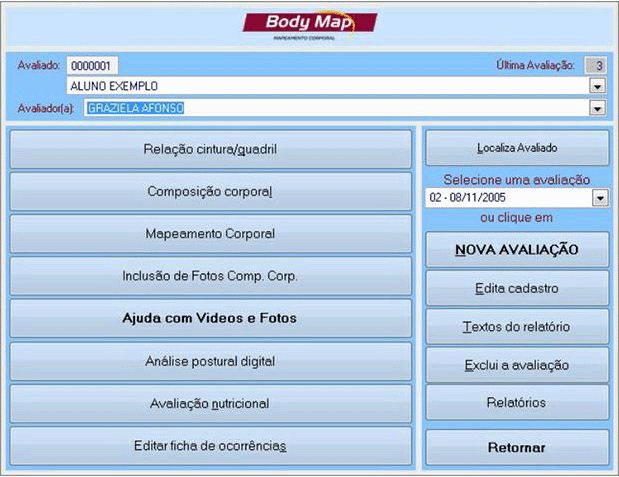 Body Map
MAPEAMENTO CORPORAL
Avaliado: 0000001 Última Avaliação: 3
ALUNO EXEMPLO
Avaliador(a): GRAZIELA AFONSO
Relação cintura/quadril
Composição corporal
Mapeamento Corporal
Inclusão de Fotos Comp. Corp.
Ajuda com Videos e Fotos
Análise postural digital
Avaliação nutricional
Editar ficha de ocorrências
Localiza Avaliado
Selecione uma avaliação
02 - 08/11/2005
ou clique em
NOVA AVALIAÇÃO
Edita cadastro
Textos do relatório
Exclui a avaliação
Relatórios
Retornar